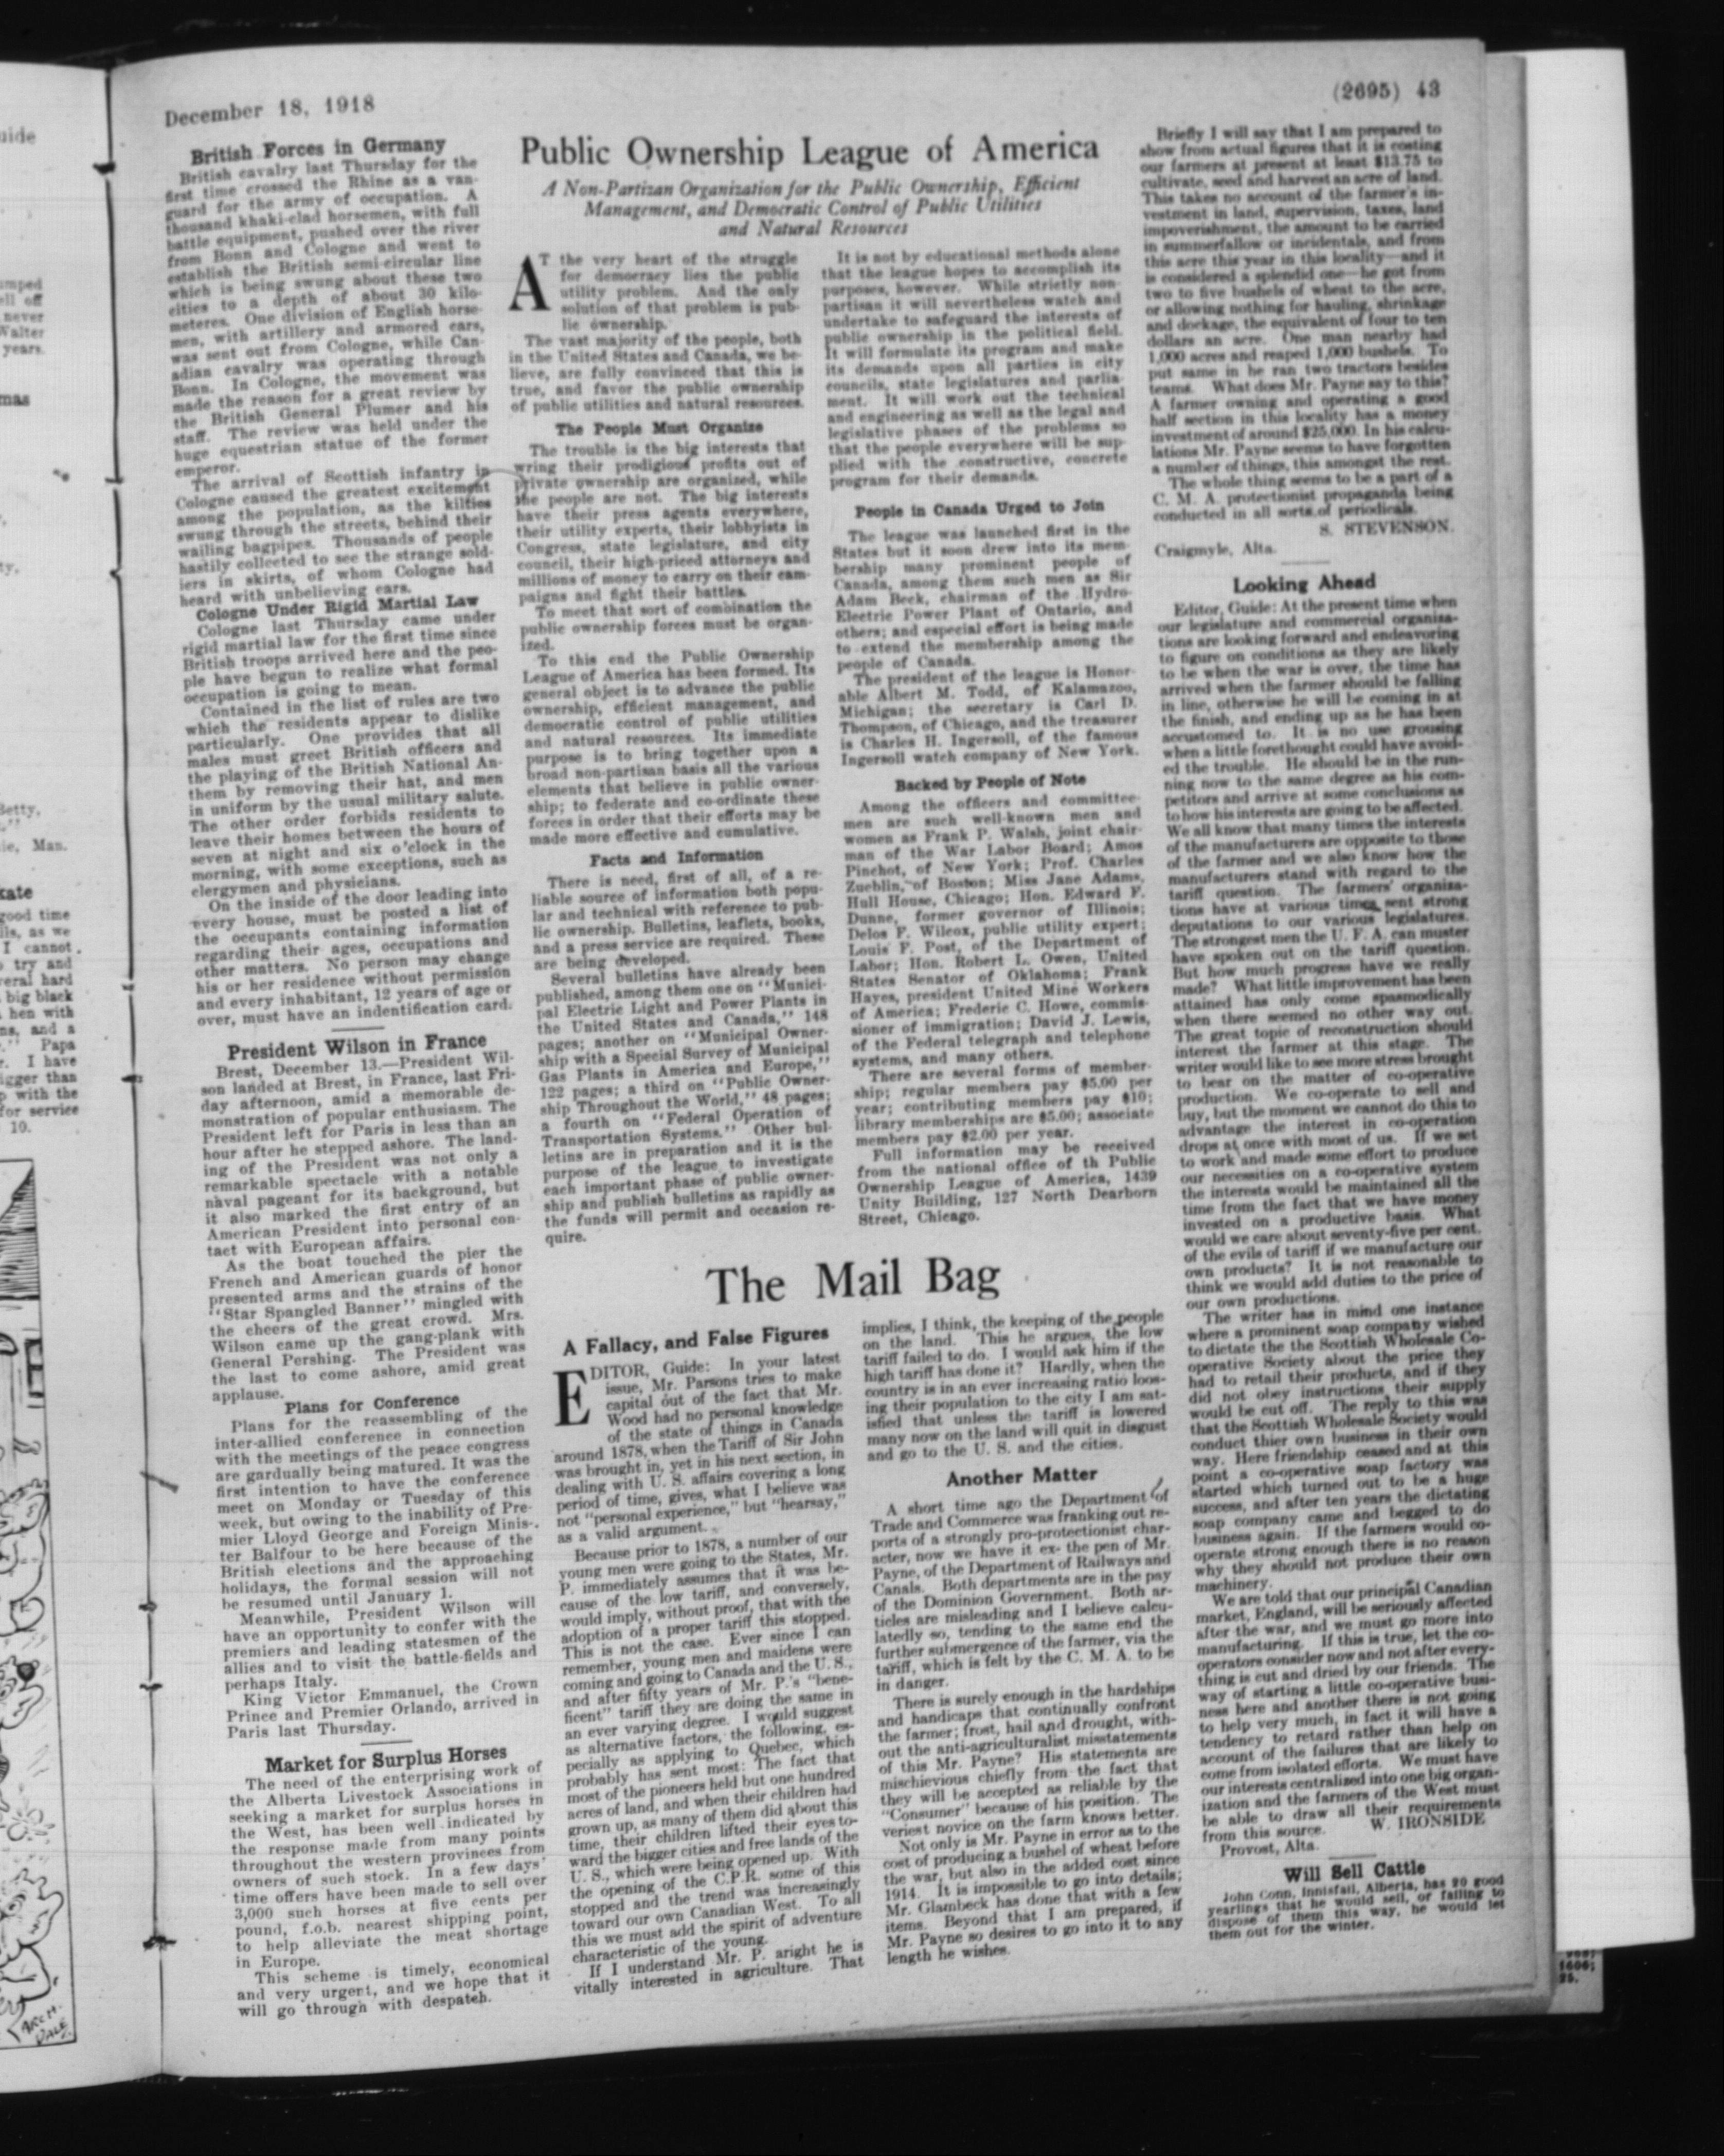 December 18, 1918
(2695) 43
British Forces in Germany
British cavalry last Thursday for the
first time crossed the Rhine as a van-
guard for the army of occupation. A
thousand khaki-clad horsemen, with full
battle equipment, pushed over the river
from Bonn and Cologne and went to
establish the British semi-circular line
which is being swung about these two
cities to a depth of about 30 kilo-
meteres. One division of English horse-
men, with artillery and armored cars,
was sent out from Cologne, while Can-
adian cavalry was operating through
Bonn. In Cologne, the movement was
made the reason for a great review by
the British General Plumer and his
staff. The review was held under the
huge equestrian statue of the former
emperor.
The arrival of Scottish infantry in
Cologne caused the greatest excitement
among the population, as the kilties
swung through the streets, behind their
wailing bagpipes. Thousands of people
hastily collected to see the strange sold-
iers in skirts, of whom Cologne had
heard with unbelieving ears.
Cologne Under Rigid Martial Law
Cologne last Thursday came under
rigid martial law for the first time since
British troops arrived here and the peo-
ple have begun to realize what formal
occupation is going to mean.
Contained in the list of rules are two
which the residents appear to dislike
particularly. One provides that all
males must greet British officers and
the playing of the British National An-
them by removing their hat, and men
in uniform by the usual military salute.
The other order forbids residents to
leave their homes between the hours of
seven at night and six o'clock in the
morning, with some exceptions, such as
clergymen and physicians.
On the inside of the door leading into
every house, must be posted a list of
the occupants containing information
regarding their ages, occupations and
other matters. No person may change
his or her residence without permission
and every inhabitant, 12 years of age or
over, must have an indentification card.
President Wilson in France
Brest, December 13.—President Wil-
son landed at Brest, in France, last Fri-
day afternoon, amid a memorable de-
monstration of popular enthusiasm. The
President left for Paris in less than an
hour after he stepped ashore. The land-
ing of the President was not only a
remarkable spectacle with a notable
naval pageant for its background, but
it also marked the first entry of an
American President into personal con-
tact with European affairs.
As the boat touched the pier the
French and American guards of honor
presented arms and the strains of the
"Star Spangled Banner" mingled with
the cheers of the great crowd. Mrs.
Wilson came up the gang-plank with
General Pershing. The President was
the last to come ashore, amid great
applause.
Plans for Conference
Plans for the reassembling of the
inter-allied conference in connection
with the meetings of the peace congress
are gardually being matured. It was the
first intention to have the conference
meet on Monday or Tuesday of this
week, but owing to the inability of Pre-
mier Lloyd George and Foreign Minis-
ter Balfour to be here because of the
British elections and the approaching
holidays, the formal session will not
be resumed until January 1.
Meanwhile, President Wilson will
have an opportunity to confer with the
premiers and leading statesmen of the
allies and to visit the battle-fields and
perhaps Italy.
King Victor Emmanuel, the Crown
Prince and Premier Orlando, arrived in
Paris last Thursday.
Market for Surplus Horses
The need of the enterprising work of
the Alberta Livestock Associations in
seeking a market for surplus horses in
the West, has been well indicated by
the response made from many points
throughout the western provinces from
owners of such stock. In a few days'
time offers have been made to sell over
3,000 such horses at five cents per
pound, f.o.b. nearest shipping point,
to help alleviate the meat shortage
in Europe.
This scheme is timely, economical
and very urgent, and we hope that it
will go through with despatch.
Public Ownership League of America
A Non-Partizan Organization for the Public Ownership, Efficient
Management, and Democratic Control of Public Utilities
and Natural Resources
AT the very heart of the struggle
for democracy lies the public
utility problem. And the only
solution of that problem is pub-
lic ownership.
The vast majority of the people, both
in the United States and Canada, we be-
lieve, are fully convinced that this is
true, and favor the public ownership
of public utilities and natural resources.
The People Must Organize
The trouble is the big interests that
wring their prodigious profits out of
private ownership are organized, while
the people are not. The big interests
have their press agents everywhere,
their utility experts, their lobbyists in
Congress, state legislature, and city
council, their high-priced attorneys and
millions of money to carry on their cam-
paigns and fight their battles.
To meet that sort of combination the
public ownership forces must be organ-
ized.
To this end the Public Ownership
League of America has been formed. Its
general object is to advance the public
ownership, efficient management, and
democratic control of public utilities
and natural resources. Its immediate
purpose is to bring together upon a
broad non-partisan basis all the various
elements that believe in public owner-
ship; to federate and co-ordinate these
forces in order that their efforts may be
made more effective and cumulative.
Facts and Information
There is need, first of all, of a re-
liable source of information both popu-
lar and technical with reference to pub-
lic ownership. Bulletins, leaflets, books,
and a press service are required. These
are being developed.
Several bulletins have already been
published, among them one on "Munici-
pal Electric Light and Power Plants in
the United States and Canada," 148
pages; another on "Municipal Owner-
ship with a Special Survey of Municipal
Gas Plants in America and Europe,"
122 pages; a third on "Public Owner-
ship Throughout the World," 48 pages;
a fourth on "Federal Operation of
Transportation Systems." Other bul-
letins are in preparation and it is the
purpose of the league to investigate
each important phase of public owner-
ship and publish bulletins as rapidly as
the funds will permit and occasion re-
quire.
It is not by educational methods alone
that the league hopes to accomplish its
purposes, however. While strictly non-
partisan it will nevertheless watch and
undertake to safeguard the interests of
public ownership in the political field.
It will formulate its program and make
its demands upon all parties in city
councils, state legislatures and parlia-
ment. It will work out the technical
and engineering as well as the legal and
legislative phases of the problems so
that the people everywhere will be sup-
plied with the constructive, concrete
program for their demands.
People in Canada Urged to Join
The league was launched first in the
States but it soon drew into its mem-
bership many prominent people of
Canada, among them such men as Sir
Adam Beck, chairman of the Hydro-
Electric Power Plant of Ontario, and
others; and especial effort is being made
to extend the membership among the
people of Canada.
The president of the league is Honor-
able Albert M. Todd, of Kalamazoo,
Michigan; the secretary is Carl D.
Thompson, of Chicago, and the treasurer
is Charles H. Ingersoll, of the famous
Ingersoll watch company of New York.
Backed by People of Note
Among the officers and committee-
men are such well-known men and
women as Frank P. Walsh, joint chair-
man of the War Labor Board; Amos
Pinchot, of New York; Prof. Charles
Zueblin, of Boston; Miss Jane Adams,
Hull House, Chicago; Hon. Edward F.
Dunne, former governor of Illinois;
Delos F. Wilcox, public utility expert;
Louis F. Post, of the Department of
Labor; Hon. Robert L. Owen, United
States Senator of Oklahoma; Frank
Hayes, president United Mine Workers
of America; Frederic C. Howe, commis-
sioner of immigration; David J. Lewis,
of the Federal telegraph and telephone
systems, and many others.
There are several forms of member-
ship; regular members pay $5.00 per
year; contributing members pay $10;
library memberships are $5.00; associate
members pay $2.00 per year.
Full information may be received
from the national office of th Public
Ownership League of America, 1439
Unity Building, 127 North Dearborn
Street, Chicago.
The Mail Bag
A Fallacy, and False Figures
EDITOR, Guide: In your latest
issue, Mr. Parsons tries to make
capital out of the fact that Mr.
Wood had no personal knowledge
of the state of things in Canada
around 1878, when the Tariff of Sir John
was brought in, yet in his next section, in
dealing with U. S. affairs covering a long
period of time, gives, what I believe was
not "personal experience," but "hearsay,"
as a valid argument.
Because prior to 1878, a number of our
young men were going to the States, Mr.
P. immediately assumes that it was be-
cause of the low tariff, and conversely,
would imply, without proof, that with the
adoption of a proper tariff this stopped.
This is not the case. Ever since I can
remember, young men and maidens were
coming and going to Canada and the U. S.,
and after fifty years of Mr. P.'s "bene-
ficent" tariff they are doing the same in
an ever varying degree. I would suggest
as alternative factors, the following, es-
pecially as applying to Quebec, which
probably has sent most: The fact that
most of the pioneers held but one hundred
acres of land, and when their children had
grown up, as many of them did about this
time, their children lifted their eyes to-
ward the bigger cities and free lands of the
U. S., which were being opened up. With
the opening of the C.P.R. some of this
stopped and the trend was increasingly
toward our own Canadian West. To all
this we must add the spirit of adventure
characteristic of the young.
If I understand Mr. P. aright he is
vitally interested in agriculture. That
implies, I think, the keeping of the people
on the land. This he argues, the low
tariff failed to do. I would ask him if the
high tariff has done it? Hardly, when the
country is in an ever increasing ratio loos-
ing their population to the city I am sat-
isfied that unless the tariff is lowered
many now on the land will quit in disgust
and go to the U. S. and the cities.
Another Matter
A short time ago the Department of
Trade and Commerce was franking out re-
ports of a strongly pro-protectionist char-
acter, now we have it ex- the pen of Mr.
Payne, of the Department of Railways and
Canals. Both departments are in the pay
of the Dominion Government. Both ar-
ticles are misleading and I believe calcu-
latedly so, tending to the same end the
further submergence of the farmer, via the
tariff, which is felt by the C. M. A. to be
in danger.
There is surely enough in the hardships
and handicaps that continually confront
the farmer; frost, hail and drought, with-
out the anti-agriculturalist misstatements
of this Mr. Payne? His statements are
mischievious chiefly from the fact that
they will be accepted as reliable by the
"Consumer" because of his position. The
veriest novice on the farm knows better.
Not only is Mr. Payne in error as to the
cost of producing a bushel of wheat before
the war, but also in the added cost since
1914. It is impossible to go into details;
Mr. Glambeck has done that with a few
items. Beyond that I am prepared, if
Mr. Payne so desires to go into it to any
length he wishes.
Briefly I will say that I am prepared to
show from actual figures that it is costing
our farmers at present at least $13.75 to
cultivate, seed and harvest an acre of land.
This takes no account of the farmer's in-
vestment in land, supervision, taxes, land
impoverishment, the amount to be carried
in summerfallow or incidentals, and from
this acre this year in this locality—and it
is considered a splendid one—he got from
two to five bushels of wheat to the acre,
or allowing nothing for hauling, shrinkage
and dockage, the equivalent of four to ten
dollars an acre. One man nearby had
1,000 acres and reaped 1,000 bushels. To
put same in he ran two tractors besides
teams. What does Mr. Payne say to this?
A farmer owning and operating a good
half section in this locality has a money
investment of around $25,000. In his calcu-
lations Mr. Payne seems to have forgotten
a number of things, this amongst the rest.
The whole thing seems to be a part of a
C. M. A. protectionist propaganda being
conducted in all sorts of periodicals.
S. STEVENSON.
Craigmyle, Alta.
Looking Ahead
Editor, Guide: At the present time when
our legislature and commercial organiza-
tions are looking forward and endeavoring
to figure on conditions as they are likely
to be when the war is over, the time has
arrived when the farmer should be falling
in line, otherwise he will be coming in at
the finish, and ending up as he has been
accustomed to. It is no use grousing
when a little forethought could have avoid-
ed the trouble. He should be in the run-
ning now to the same degree as his com-
petitors and arrive at some conclusions as
to how his interests are going to be affected.
We all know that many times the interests
of the manufacturers are opposite to those
of the farmer and we also know how the
manufacturers stand with regard to the
tariff question. The farmers' organiza-
tions have at various times sent strong
deputations to our various legislatures.
The strongest men the U. F. A. can muster
have spoken out on the tariff question.
But how much progress have we really
made? What little improvement has been
attained has only come spasmodically
when there seemed no other way out.
The great topic of reconstruction should
interest the farmer at this stage. The
writer would like to see more stress brought
to bear on the matter of co-operative
production. We co-operate to sell and
buy, but the moment we cannot do this to
advantage the interest in co-operation
drops at once with most of us. If we set
to work and made some effort to produce
our necessities on a co-operative system
the interests would be maintained all the
time from the fact that we have money
invested on a productive basis. What
would we care about seventy-five per cent.
of the evils of tariff if we manufacture our
own products? It is not reasonable to
think we would add duties to the price of
our own productions.
The writer has in mind one instance
where a prominent soap company wished
to dictate the the Scottish Wholesale Co-
operative Society about the price they
had to retail their products, and if they
did not obey instructions their supply
would be cut off. The reply to this was
that the Scottish Wholesale Society would
conduct thier own business in their own
way. Here friendship ceased and at this
point a co-operative soap factory was
started which turned out to be a huge
success, and after ten years the dictating
soap company came and begged to do
business again. If the farmers would co-
operate strong enough there is no reason
why they should not produce their own
machinery.
We are told that our principal Canadian
market, England, will be seriously affected
after the war, and we must go more into
manufacturing. If this is true, let the co-
operators consider now and not after every-
thing is cut and dried by our friends. The
way of starting a little co-operative busi-
ness here and another there is not going
to help very much, in fact it will have a
tendency to retard rather than help on
account of the failures that are likely to
come from isolated efforts. We must have
our interests centralized into one big organ-
ization and the farmers of the West must
be able to draw all their requirements
from this source. W. IRONSIDE
Provost, Alta.
Will Sell Cattle
John Conn, Innisfail, Alberta, has 20 good
yearlings that he would sell, or failing to
dispose of them this way, he would let
them out for the winter.